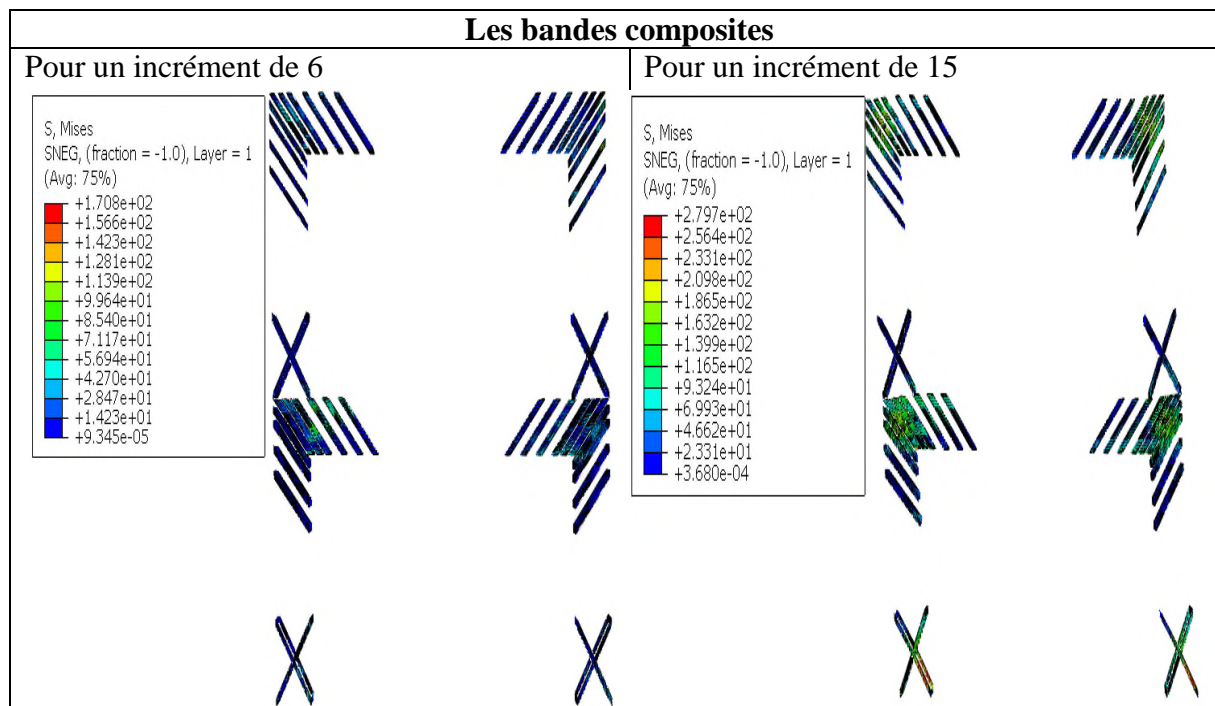 Les bandes composites
Pour un incrément de 6
S, Mises
SNEG, (fraction = -1.0), Layer = 1
(Avg: 75%)
+1.708e+02
+1.566e+02
+1.423e+02
+1.281e+02
+1.139e+02
+9.964e+01
+8.540e+01
+7.117e+01
+5.694e+01
+4.270e+01
+2.847e+01
+1.423e+01
+9.345e-05
Pour un incrément de 15
S, Mises
SNEG, (fraction = -1.0), Layer = 1
(Avg: 75%)
+2.797e+02
+2.564e+02
+2.331e+02
+2.098e+02
+1.865e+02
+1.632e+02
+1.399e+02
+1.165e+02
+9.324e+01
+6.993e+01
+4.662e+01
+2.331e+01
+3.680e-04